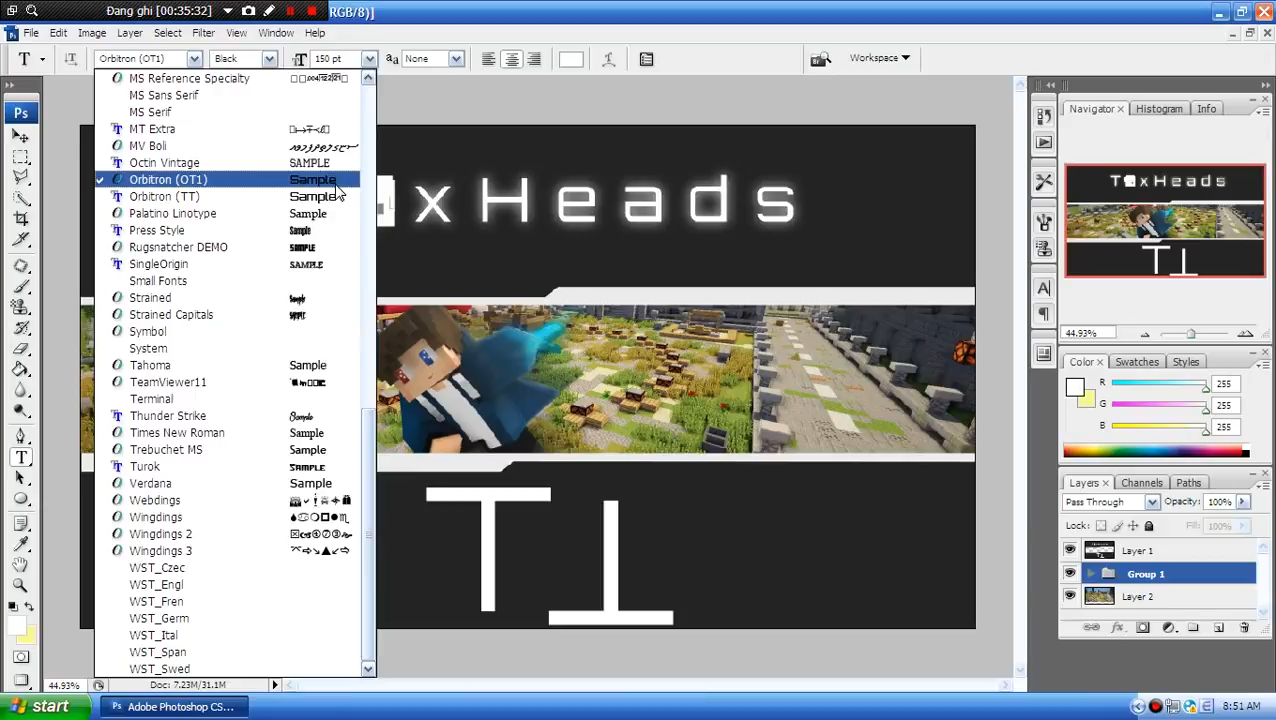 Đang ghi [00:35:32]
RGB/8)]
File Edit Image Layer Select Filter View Window Help
T Orbitron (OT1) Black 150 pt aa None Workspace
MS Reference Specialty
MS Sans Serif
MS Serif
MT Extra
MV Boli
Octin Vintage SAMPLE
Orbitron (OT1) Sample
Orbitron (TT) Sample
Palatino Linotype Sample
Press Style Sample
Rugsnatcher DEMO SAMPLE
SingleOrigin SAMPLE
Small Fonts
Strained Sample
Strained Capitals
Symbol
System
Tahoma Sample
TeamViewer11
Terminal
Thunder Strike Sample
Times New Roman Sample
Trebuchet MS Sample
Turok SAMPLE
Verdana Sample
Webdings
Wingdings
Wingdings 2
Wingdings 3
WST_Czec
WST_Engl
WST_Fren
WST_Germ
WST_Ital
WST_Span
WST_Swed
xHeads
T
Ps
Navigator Histogram Info
44.93%
Color Swatches Styles
R 255
G 255
B 255
Layers Channels Paths
Pass Through Opacity: 100%
Lock: Fill: 100%
Layer 1
Group 1
Layer 2
44.93% Doc: 7.23M/31.1M
start Ps Adobe Photoshop CS... 8:51 AM